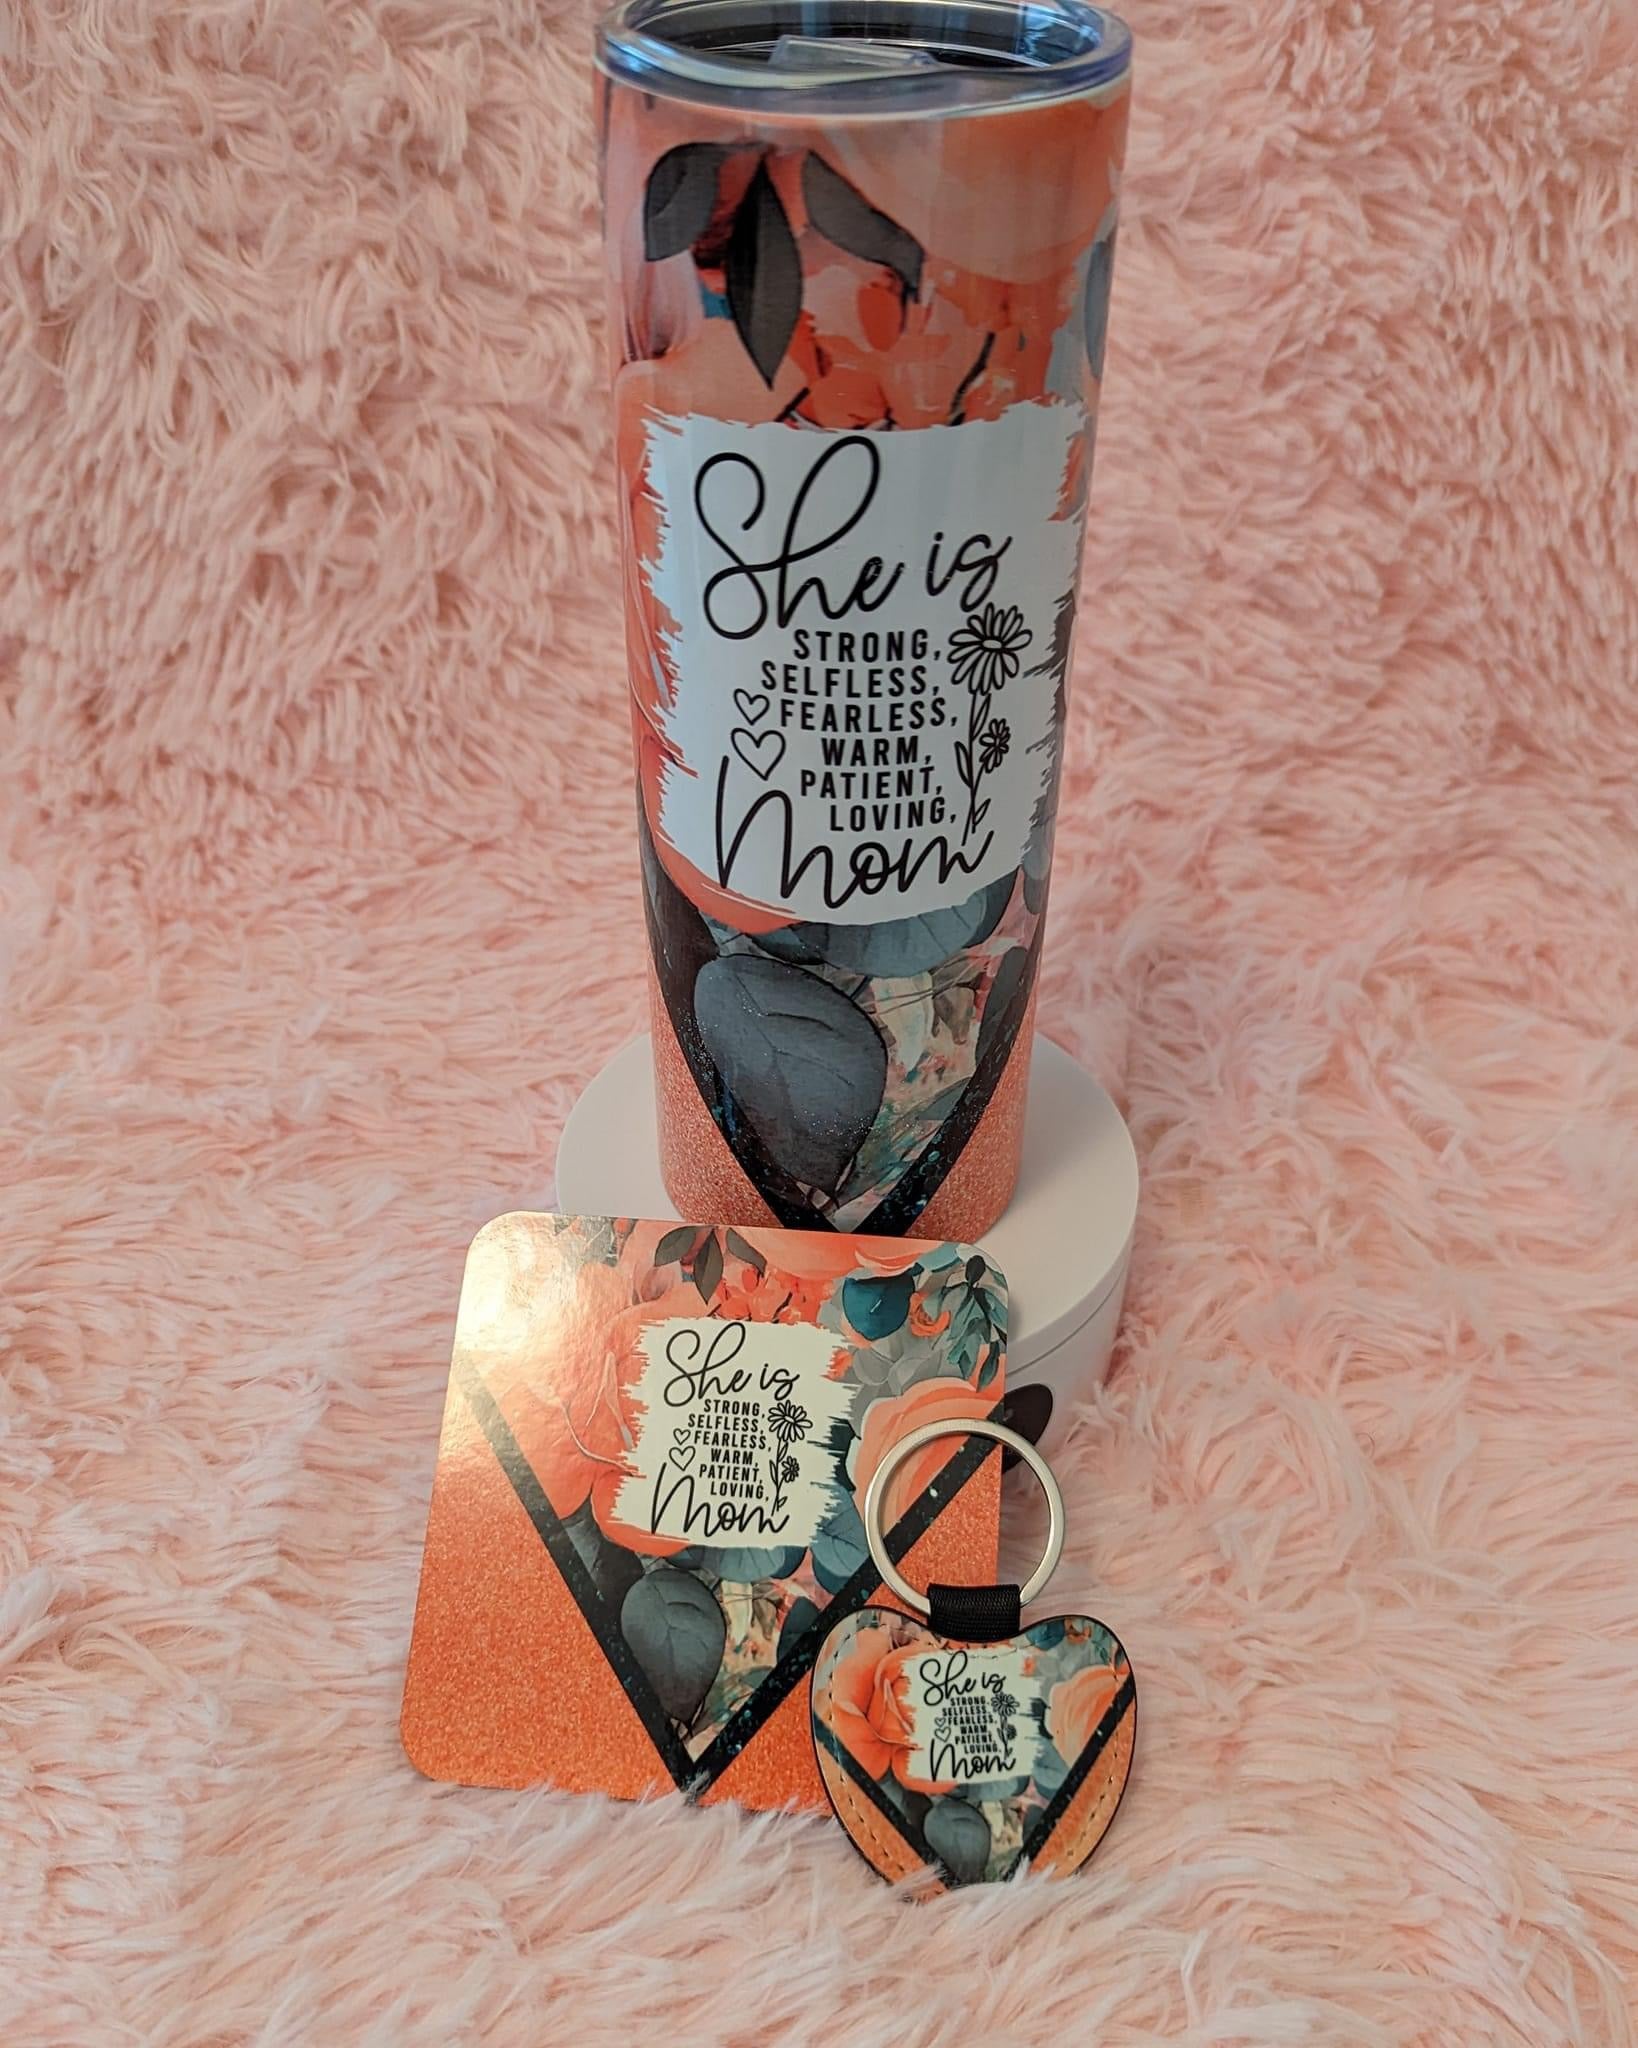 She is
STRONG,
SELFLESS,
FEARLESS,
WARM,
PATIENT,
LOVING,
Mom
She is
STRONG,
SELFLESS,
FEARLESS,
WARM,
PATIENT,
LOVING,
Mom
She is
STRONG,
SELFLESS,
FEARLESS,
WARM,
PATIENT,
LOVING,
Mom